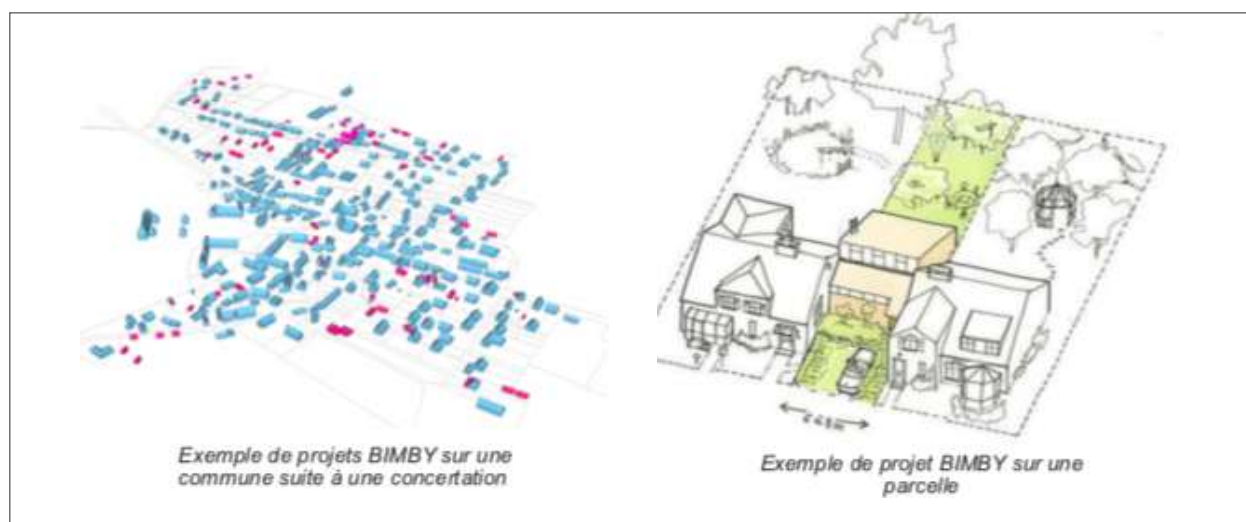 Exemple de projets BIMBY sur une
commune suite à une concertation
Exemple de projet BIMBY sur une
parcelle